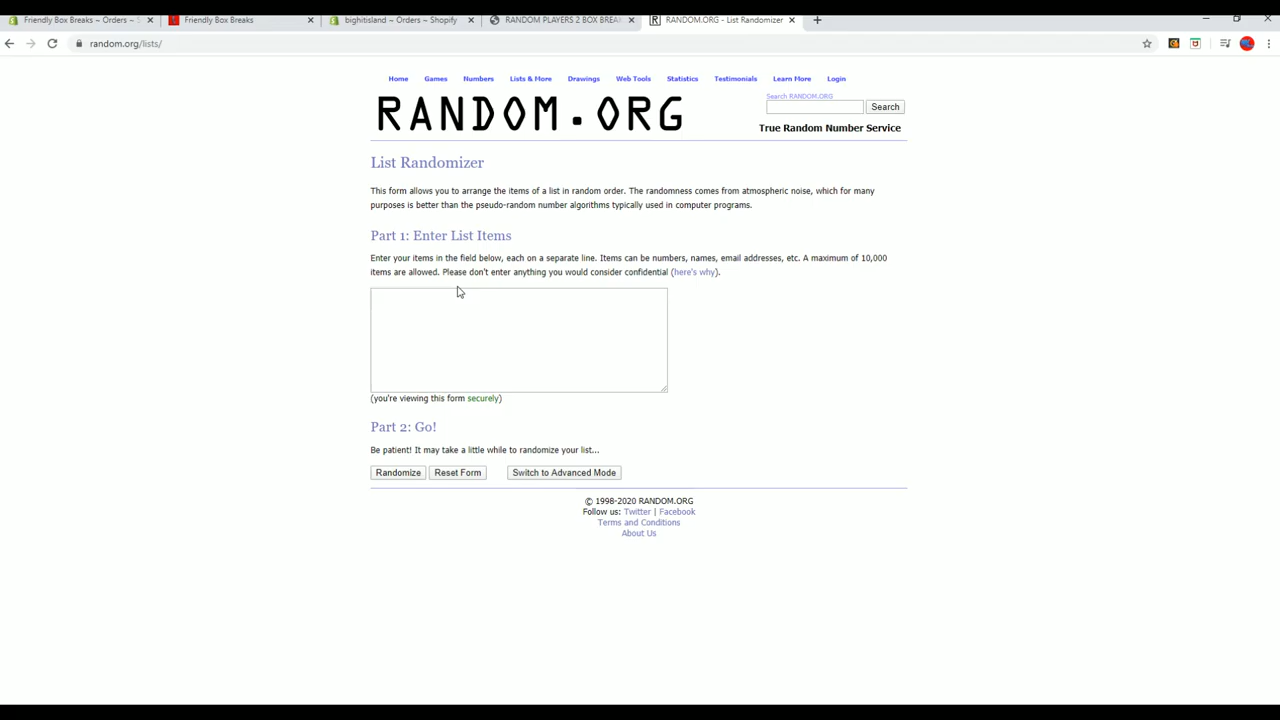 Friendly Box Breaks ~ Orders ~
Friendly Box Breaks
bighitisland ~ Orders ~ Shopify
RANDOM PLAYERS 2 BOX BREA
RANDOM.ORG - List Randomizer
random.org/lists/
Home Games Numbers Lists & More Drawings Web Tools Statistics Testimonials Learn More Login
RANDOM.ORG
Search RANDOM.ORG
Search
True Random Number Service
List Randomizer
This form allows you to arrange the items of a list in random order. The randomness comes from atmospheric noise, which for many
purposes is better than the pseudo-random number algorithms typically used in computer programs.
Part 1: Enter List Items
Enter your items in the field below, each on a separate line. Items can be numbers, names, email addresses, etc. A maximum of 10,000
items are allowed. Please don't enter anything you would consider confidential (here's why).
(you're viewing this form securely)
Part 2: Go!
Be patient! It may take a little while to randomize your list...
Randomize Reset Form Switch to Advanced Mode
© 1998-2020 RANDOM.ORG
Follow us: Twitter | Facebook
Terms and Conditions
About Us